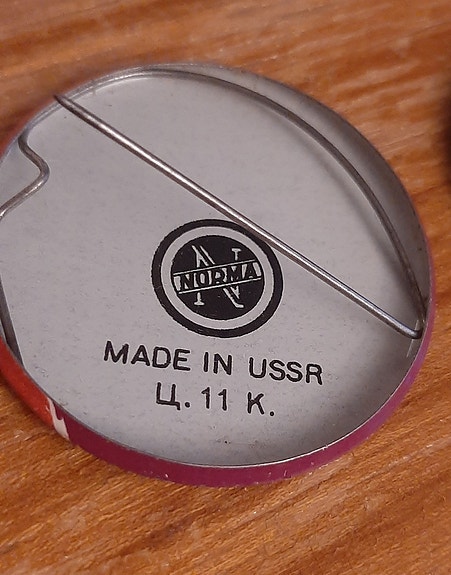 N
NORMA
MADE IN USSR
Ц. 11 К.